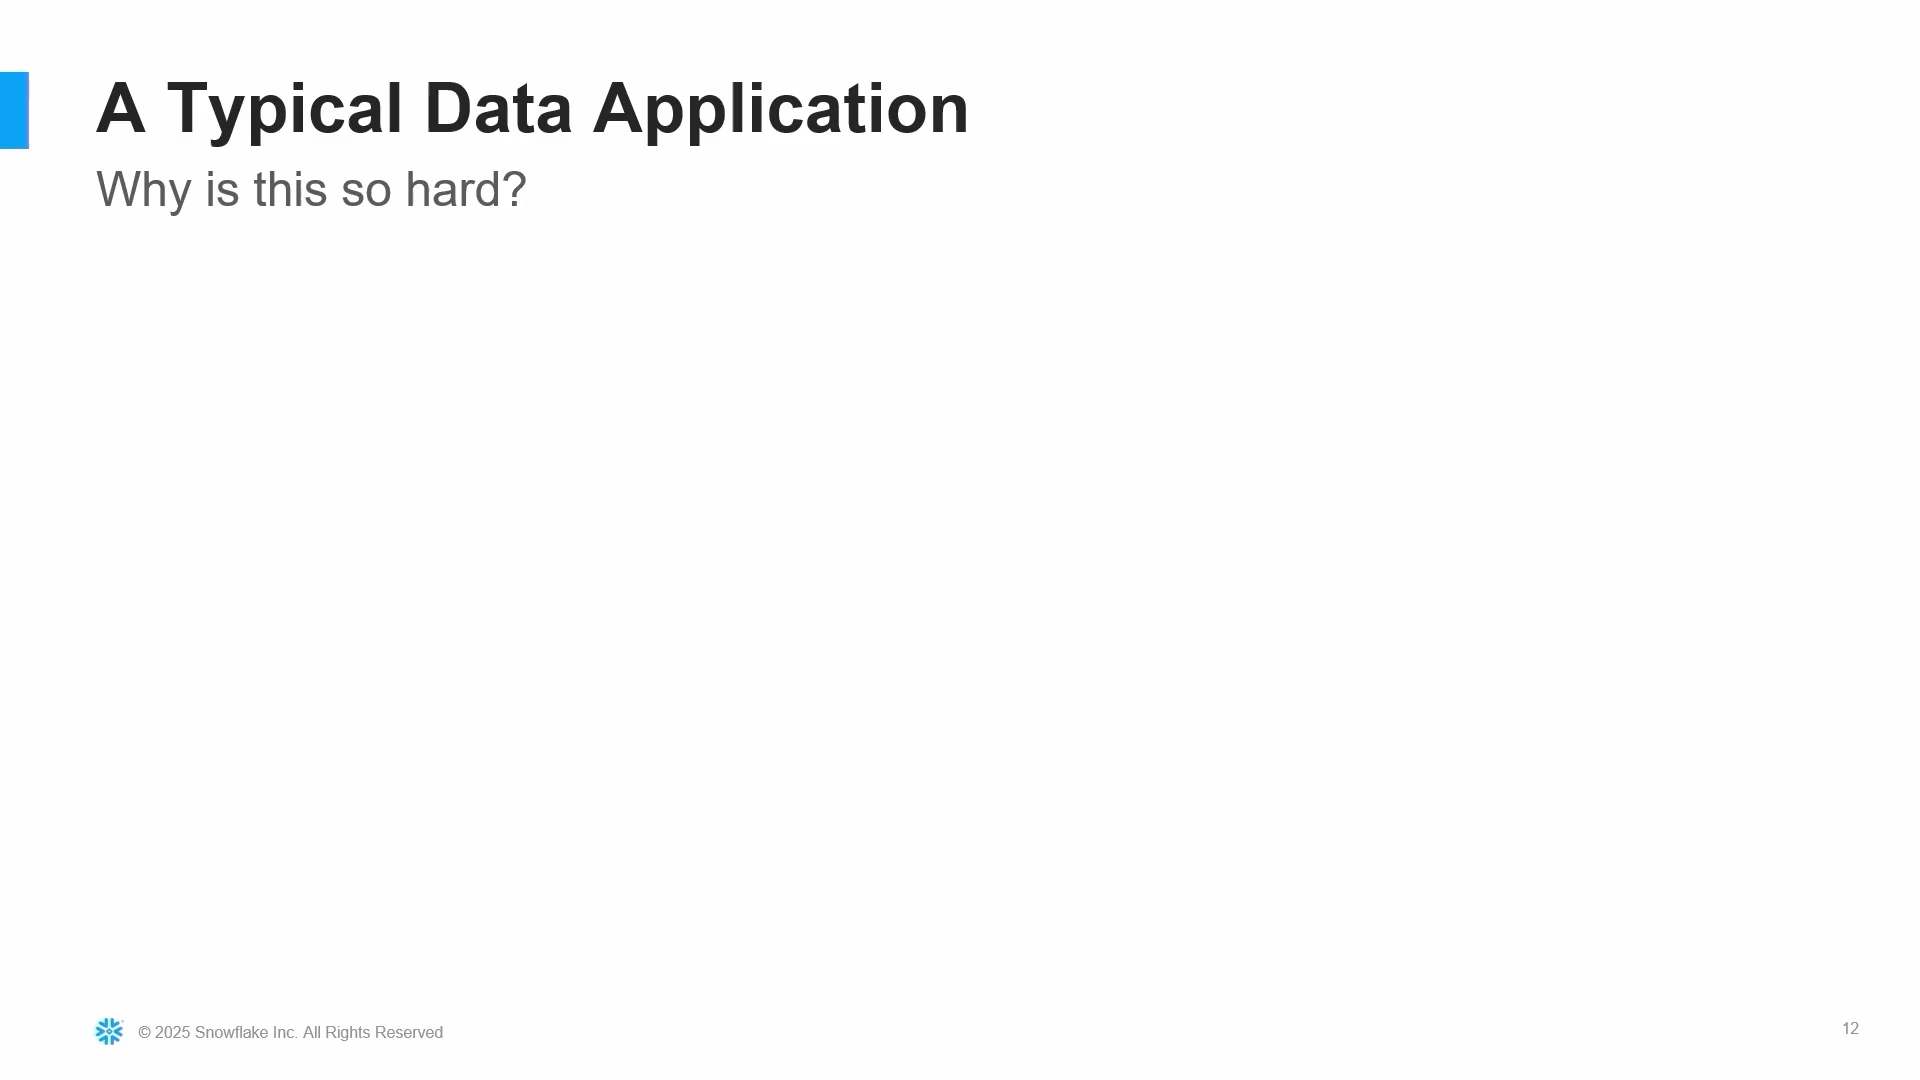 A Typical Data Application
Why is this so hard?
© 2025 Snowflake Inc. All Rights Reserved
12